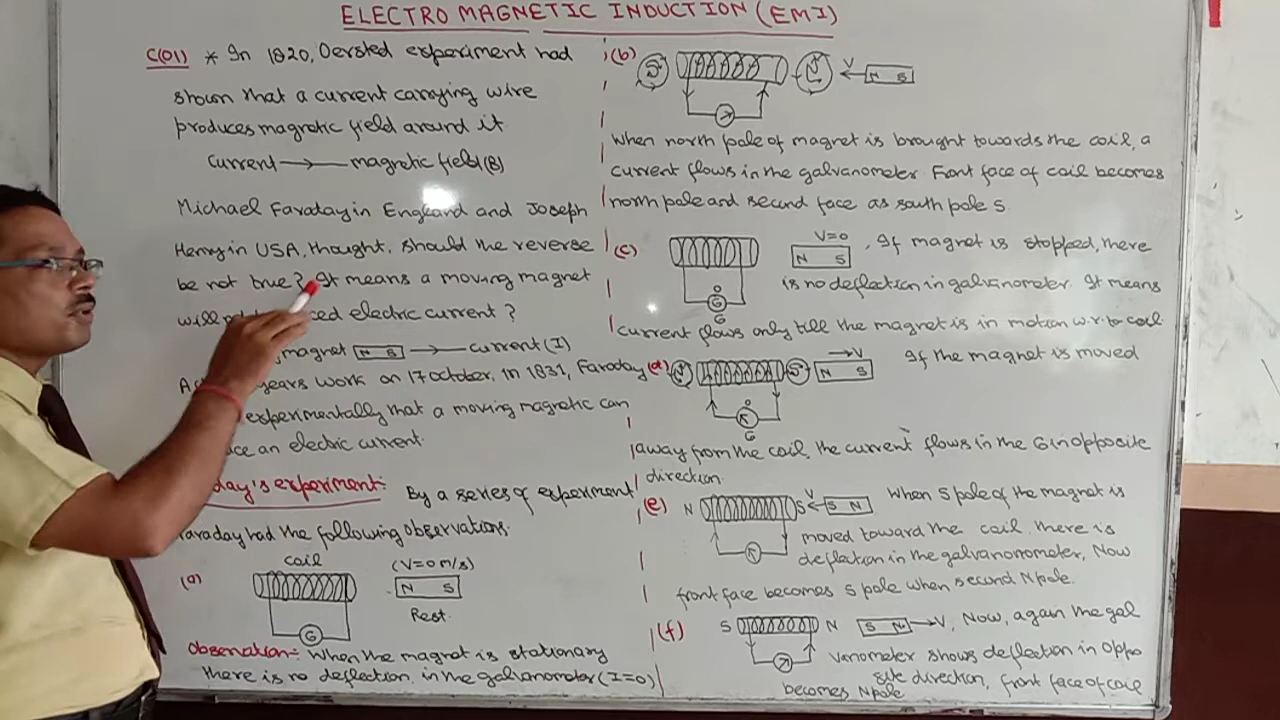 ELECTRO MAGNETIC INDUCTION (EMI)
C(01) * In 1820, Oersted experiment had
shown that a current carrying wire
produces magnetic field around it
Current → magnetic field (B)
Michael Faraday in England and Joseph
Henry in USA, thought, should the reverse
be not true? It means a moving magnet
will electric current?
magnet N S → current (I)
years work on 17 october, In 1831, Faraday
experimentally that a moving magnetic can
an electric current.
experiment:- By a series of experiment
Faraday had the following observations.
(a) coil (V=0 m/s)
N S
Rest.
G
Observation:- When the magnet is stationary
there is no deflection in the galvanometer (I=0)
(b) V N S
When north pole of magnet is brought towards the coil, a
current flows in the galvanometer. Front face of coil becomes
north pole and second face as south pole S.
(c) V=0 N S , If magnet is stopped, there
is no deflection in galvanometer. It means
G
G
current flows only till the magnet is in motion w.r.to coil
(d) V N S If the magnet is moved
G
away from the coil, the current flows in the G in opposite
direction
(e) N S V S N When S pole of the magnet is
moved toward the coil, there is
deflection in the galvanonometer, Now
front face becomes S pole when second N pole.
(f) S N S N V, Now, again the gal
vanometer shows deflection in oppo
site direction, front face of coil
becomes N pole